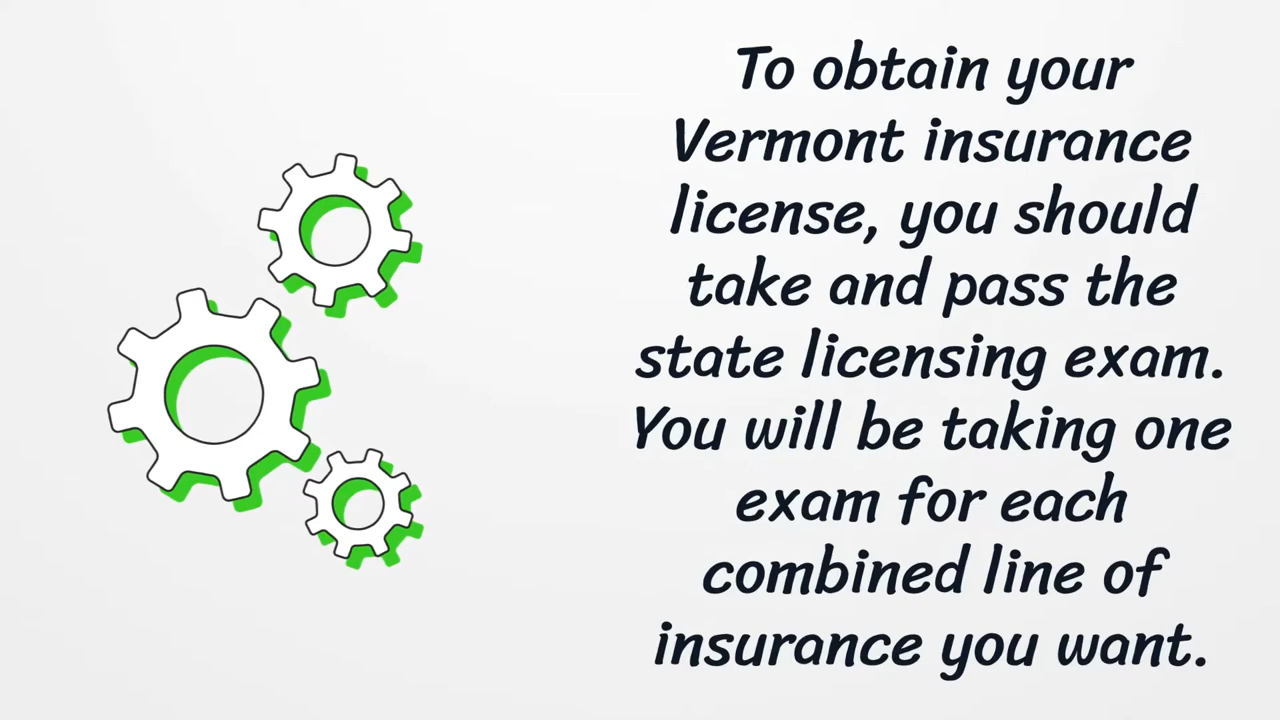 To obtain your
Vermont insurance
license, you should
take and pass the
state licensing exam.
You will be taking one
exam for each
combined line of
insurance you want.